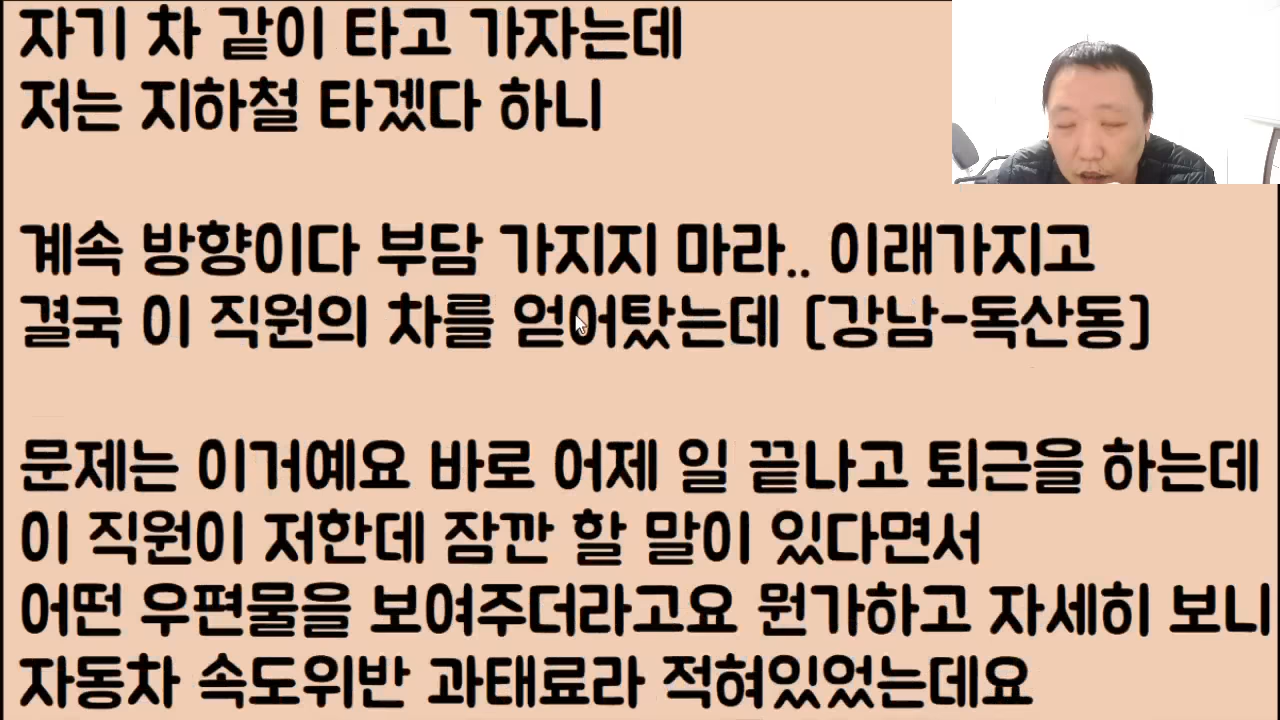 자기 차 같이 타고 가자는데
저는 지하철 타겠다 하니
계속 방향이다 부담 가지지 마라.. 이래가지고
결국 이 직원의 차를 얻어탔는데 [강남-독산동]
문제는 이거예요 바로 어제 일 끝나고 퇴근을 하는데
이 직원이 저한데 잠깐 할 말이 있다면서
어떤 우편물을 보여주더라고요 뭔가하고 자세히 보니
자동차 속도위반 과태료라 적혀있었는데요